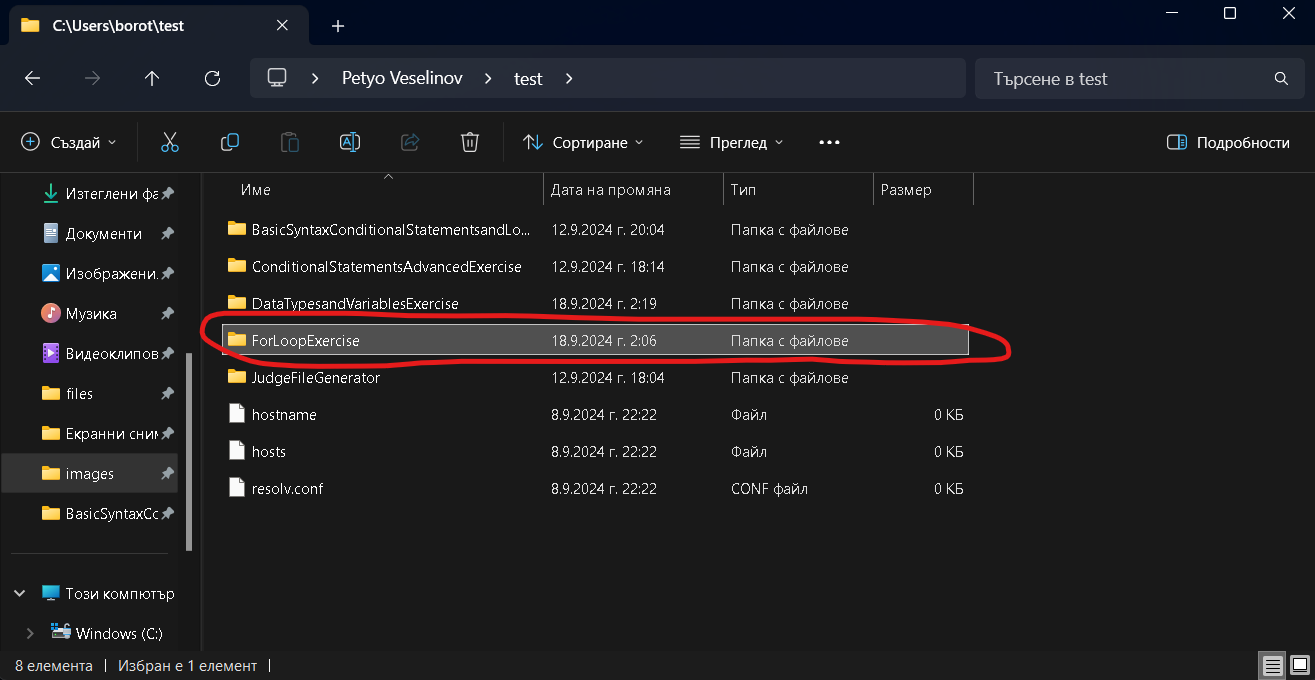 C:\Users\borot\test
Petyo Veselinov test
Търсене в test
Създай Сортиране Преглед Подробности
Изтеглени фа
Документи
Изображени.
Музика
Видеоклипов
files
Екранни сним
images
BasicSyntaxCo
Този компютър
Windows (C:)
Име Дата на промяна Тип Размер
BasicSyntaxConditionalStatementsandLo... 12.9.2024 г. 20:04 Папка с файлове
ConditionalStatementsAdvancedExercise 12.9.2024 г. 18:14 Папка с файлове
DataTypesandVariablesExercise 18.9.2024 г. 2:19 Папка с файлове
ForLoopExercise 18.9.2024 г. 2:06 Папка с файлове
JudgeFileGenerator 12.9.2024 г. 18:04 Папка с файлове
hostname 8.9.2024 г. 22:22 Файл 0 КБ
hosts 8.9.2024 г. 22:22 Файл 0 КБ
resolv.conf 8.9.2024 г. 22:22 CONF файл 0 КБ
8 елемента Избран е 1 елемент